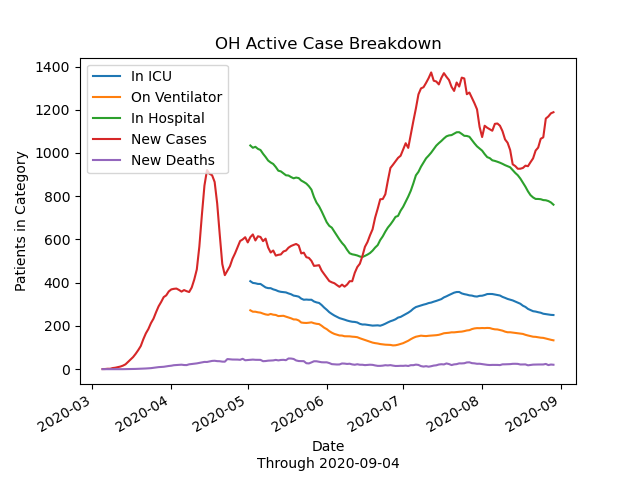 OH Active Case Breakdown
1400
1200
1000
800
600
400
200
0
Patients in Category
In ICU
On Ventilator
In Hospital
New Cases
New Deaths
2020-03
2020-04
2020-05
2020-06
2020-07
2020-08
2020-09
Date
Through 2020-09-04